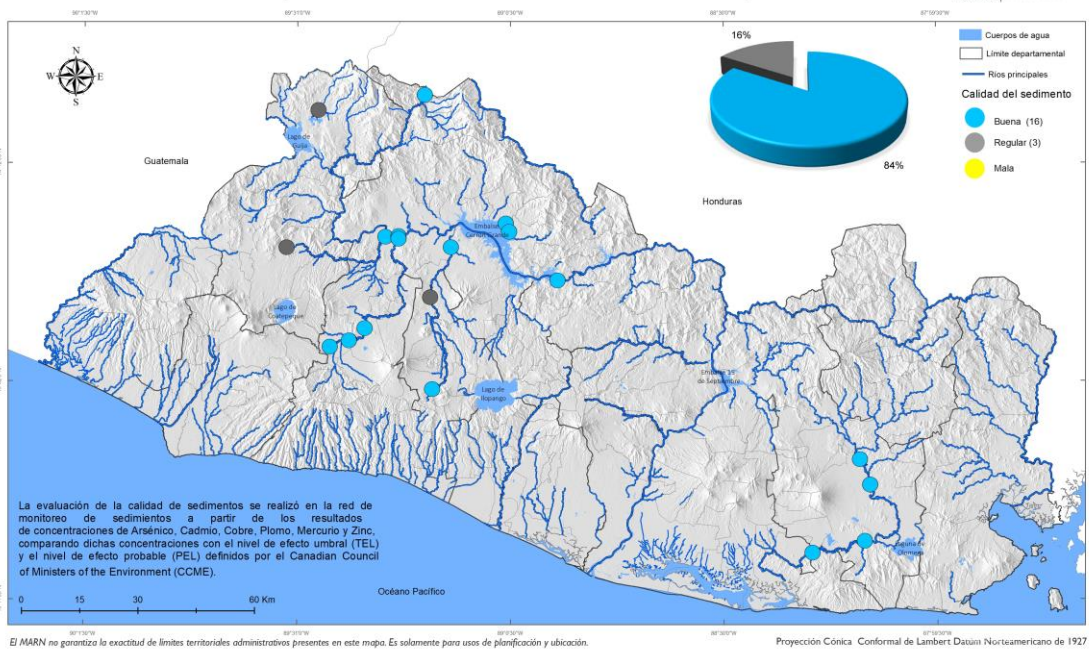 N
W
E
S
16%
84%
Cuerpos de agua
Límite departamental
Ríos principales
Calidad del sedimento
Buena (16)
Regular (3)
Mala
Guatemala
Honduras
Lago de
Guija
Embalse
Lago de
Coatepeque
Lago de
Ilopango
Embalse 15
de Septiembre
Laguna de
Olomega
La evaluación de la calidad de sedimentos se realizó en la red de
monitoreo de sedimentos a partir de los resultados
de concentraciones de Arsénico, Cadmio, Cobre, Plomo, Mercurio y Zinc,
comparando dichas concentraciones con el nivel de efecto umbral (TEL)
y el nivel de efecto probable (PEL) definidos por el Canadian Council
of Ministers of the Environment (CCME).
0 15 30 60 Km
Océano Pacífico
El MARN no garantiza la exactitud de límites territoriales administrativos presentes en este mapa. Es solamente para usos de planificación y ubicación.
Proyección Cónica Conformal de Lambert Datúm Norteamericano de 1927